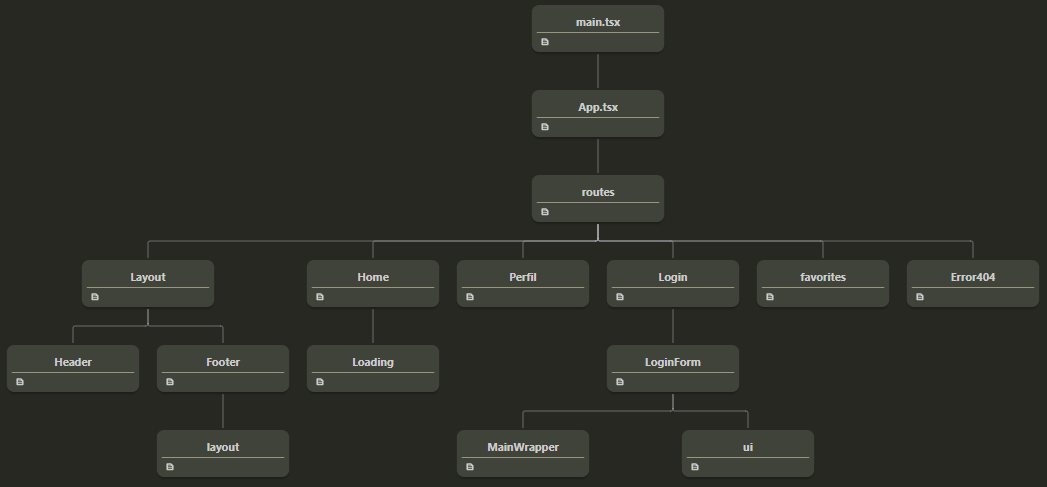 main.tsx
App.tsx
routes
Layout
Home
Perfil
Login
favorites
Error404
Header
Footer
Loading
LoginForm
layout
MainWrapper
ui